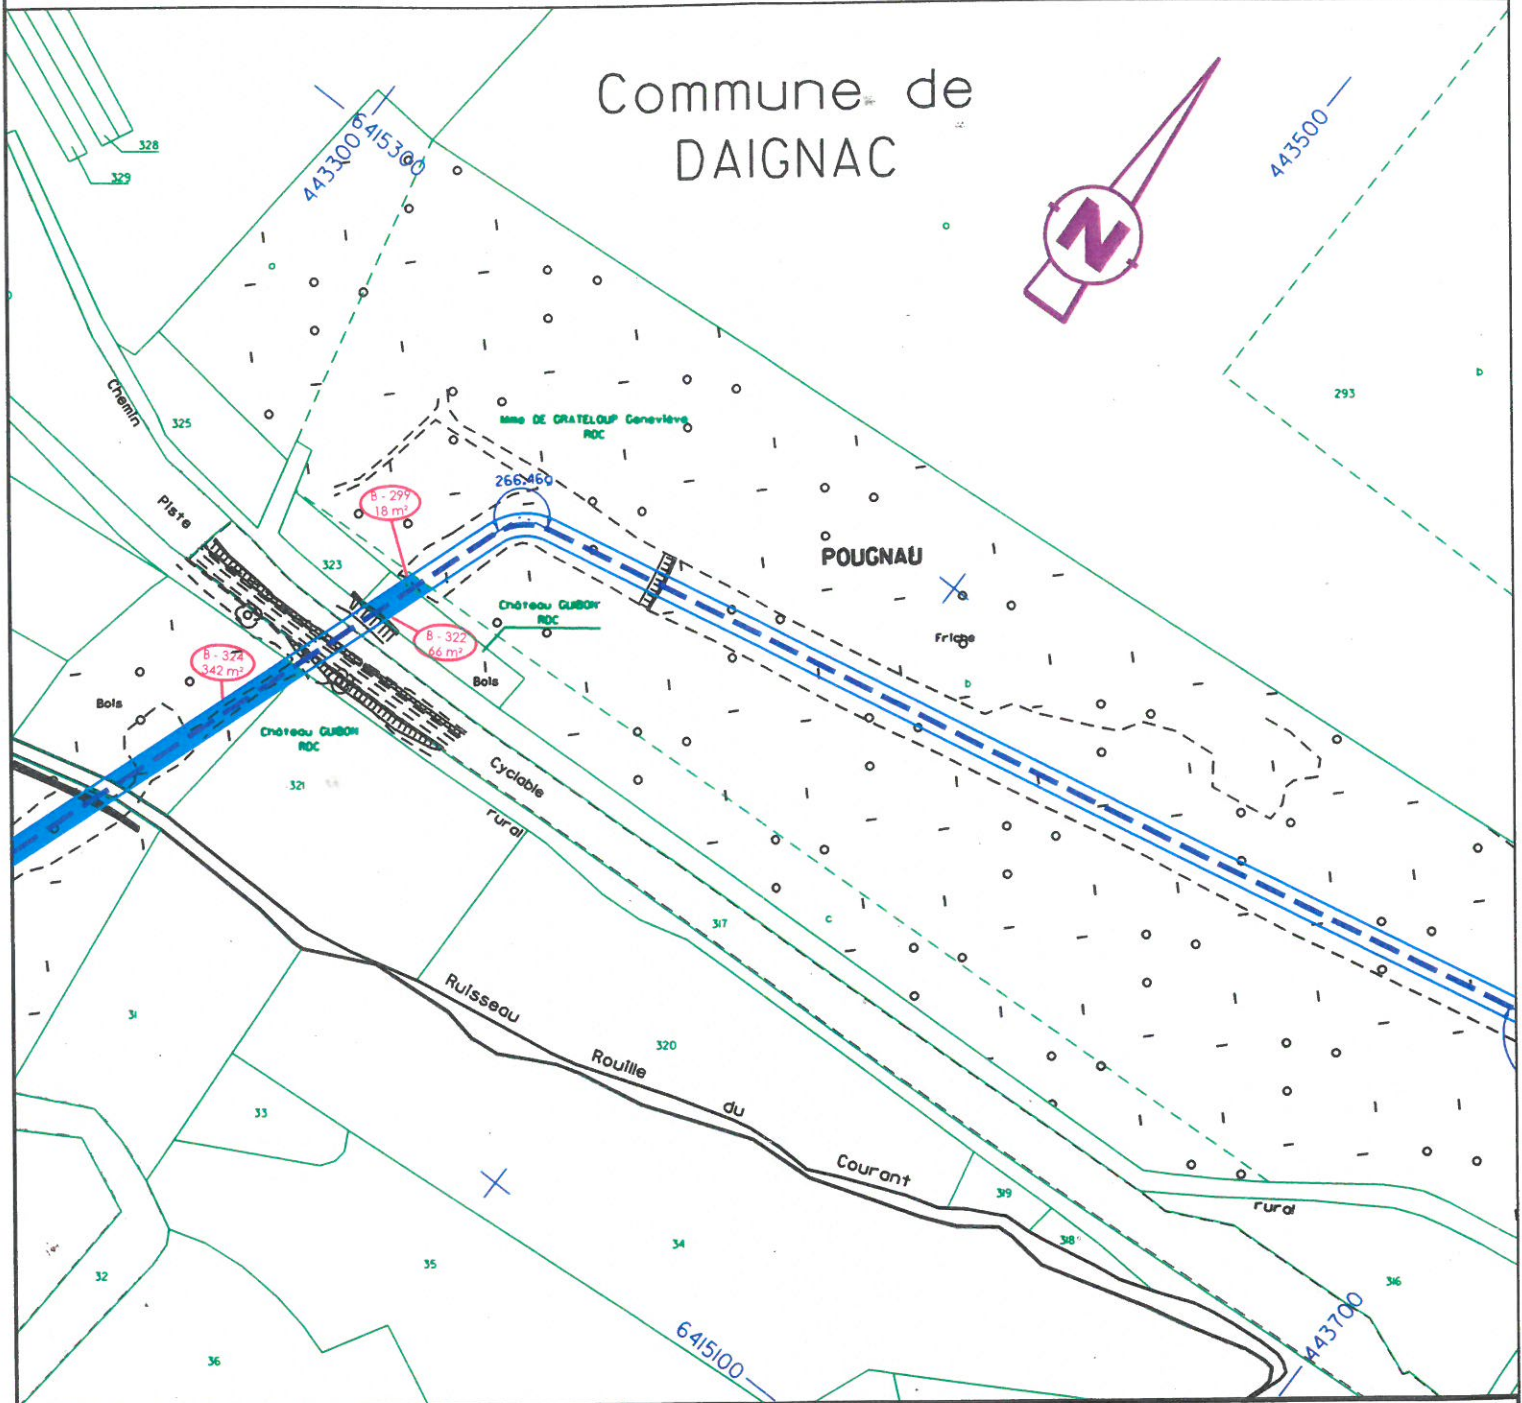 Commune de
DAIGNAC
N
443500
443300
6415300
328
329
Chemin
325
Mme DE GRATELOUP Geneviève
RDC
D
293
266.460
B - 299
18 m²
Piste
323
POUGNAU
Château GUIBON
RDC
B - 322
66 m²
Friche
B - 324
342 m²
Bois
D
Bois
Château GUIBON
RDC
321
Cyclable
rural
317
C
31
Ruisseau
320
Rouille
33
du
Courant
319
rural
318
34
35
32
316
443700
6415100
36